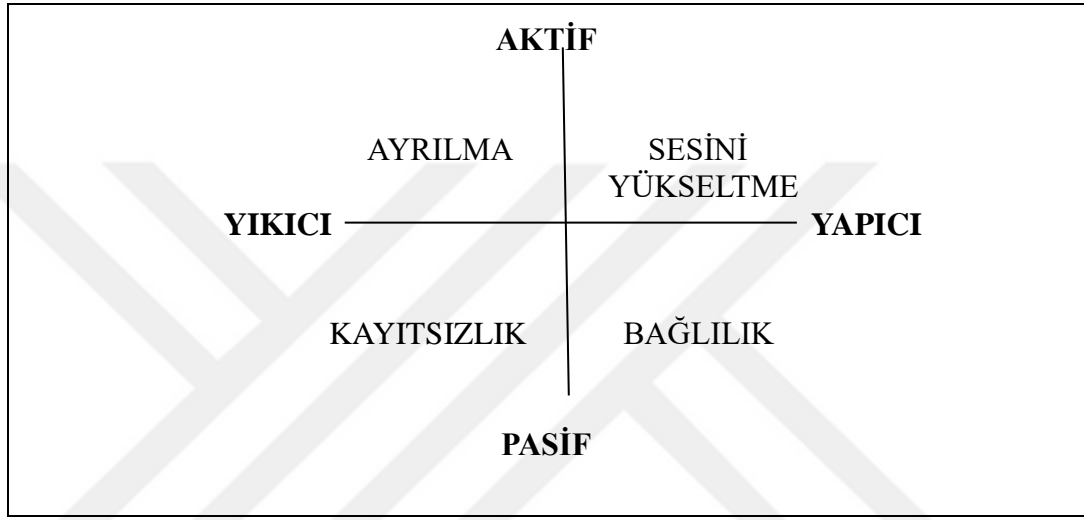 AKTİF
AYRILMA
SESİNİ
YÜKSELTME
YIKICI
YAPICI
KAYITSIZLIK
BAĞLILIK
PASİF